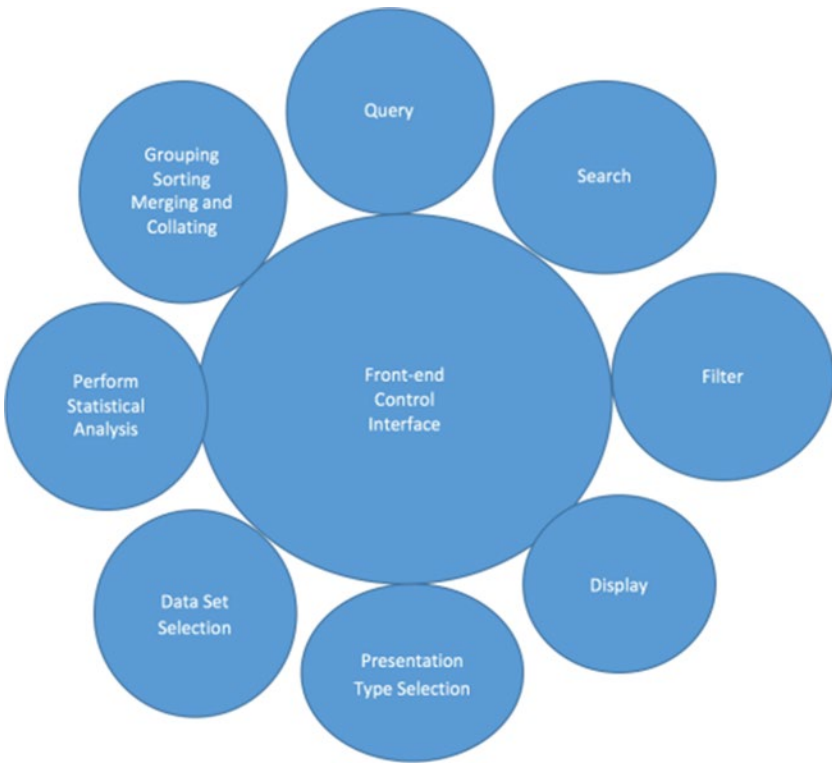 Query
Search
Filter
Display
Presentation
Type Selection
Data Set
Selection
Perform
Statistical
Analysis
Grouping
Sorting
Merging and
Collating
Front-end
Control
Interface